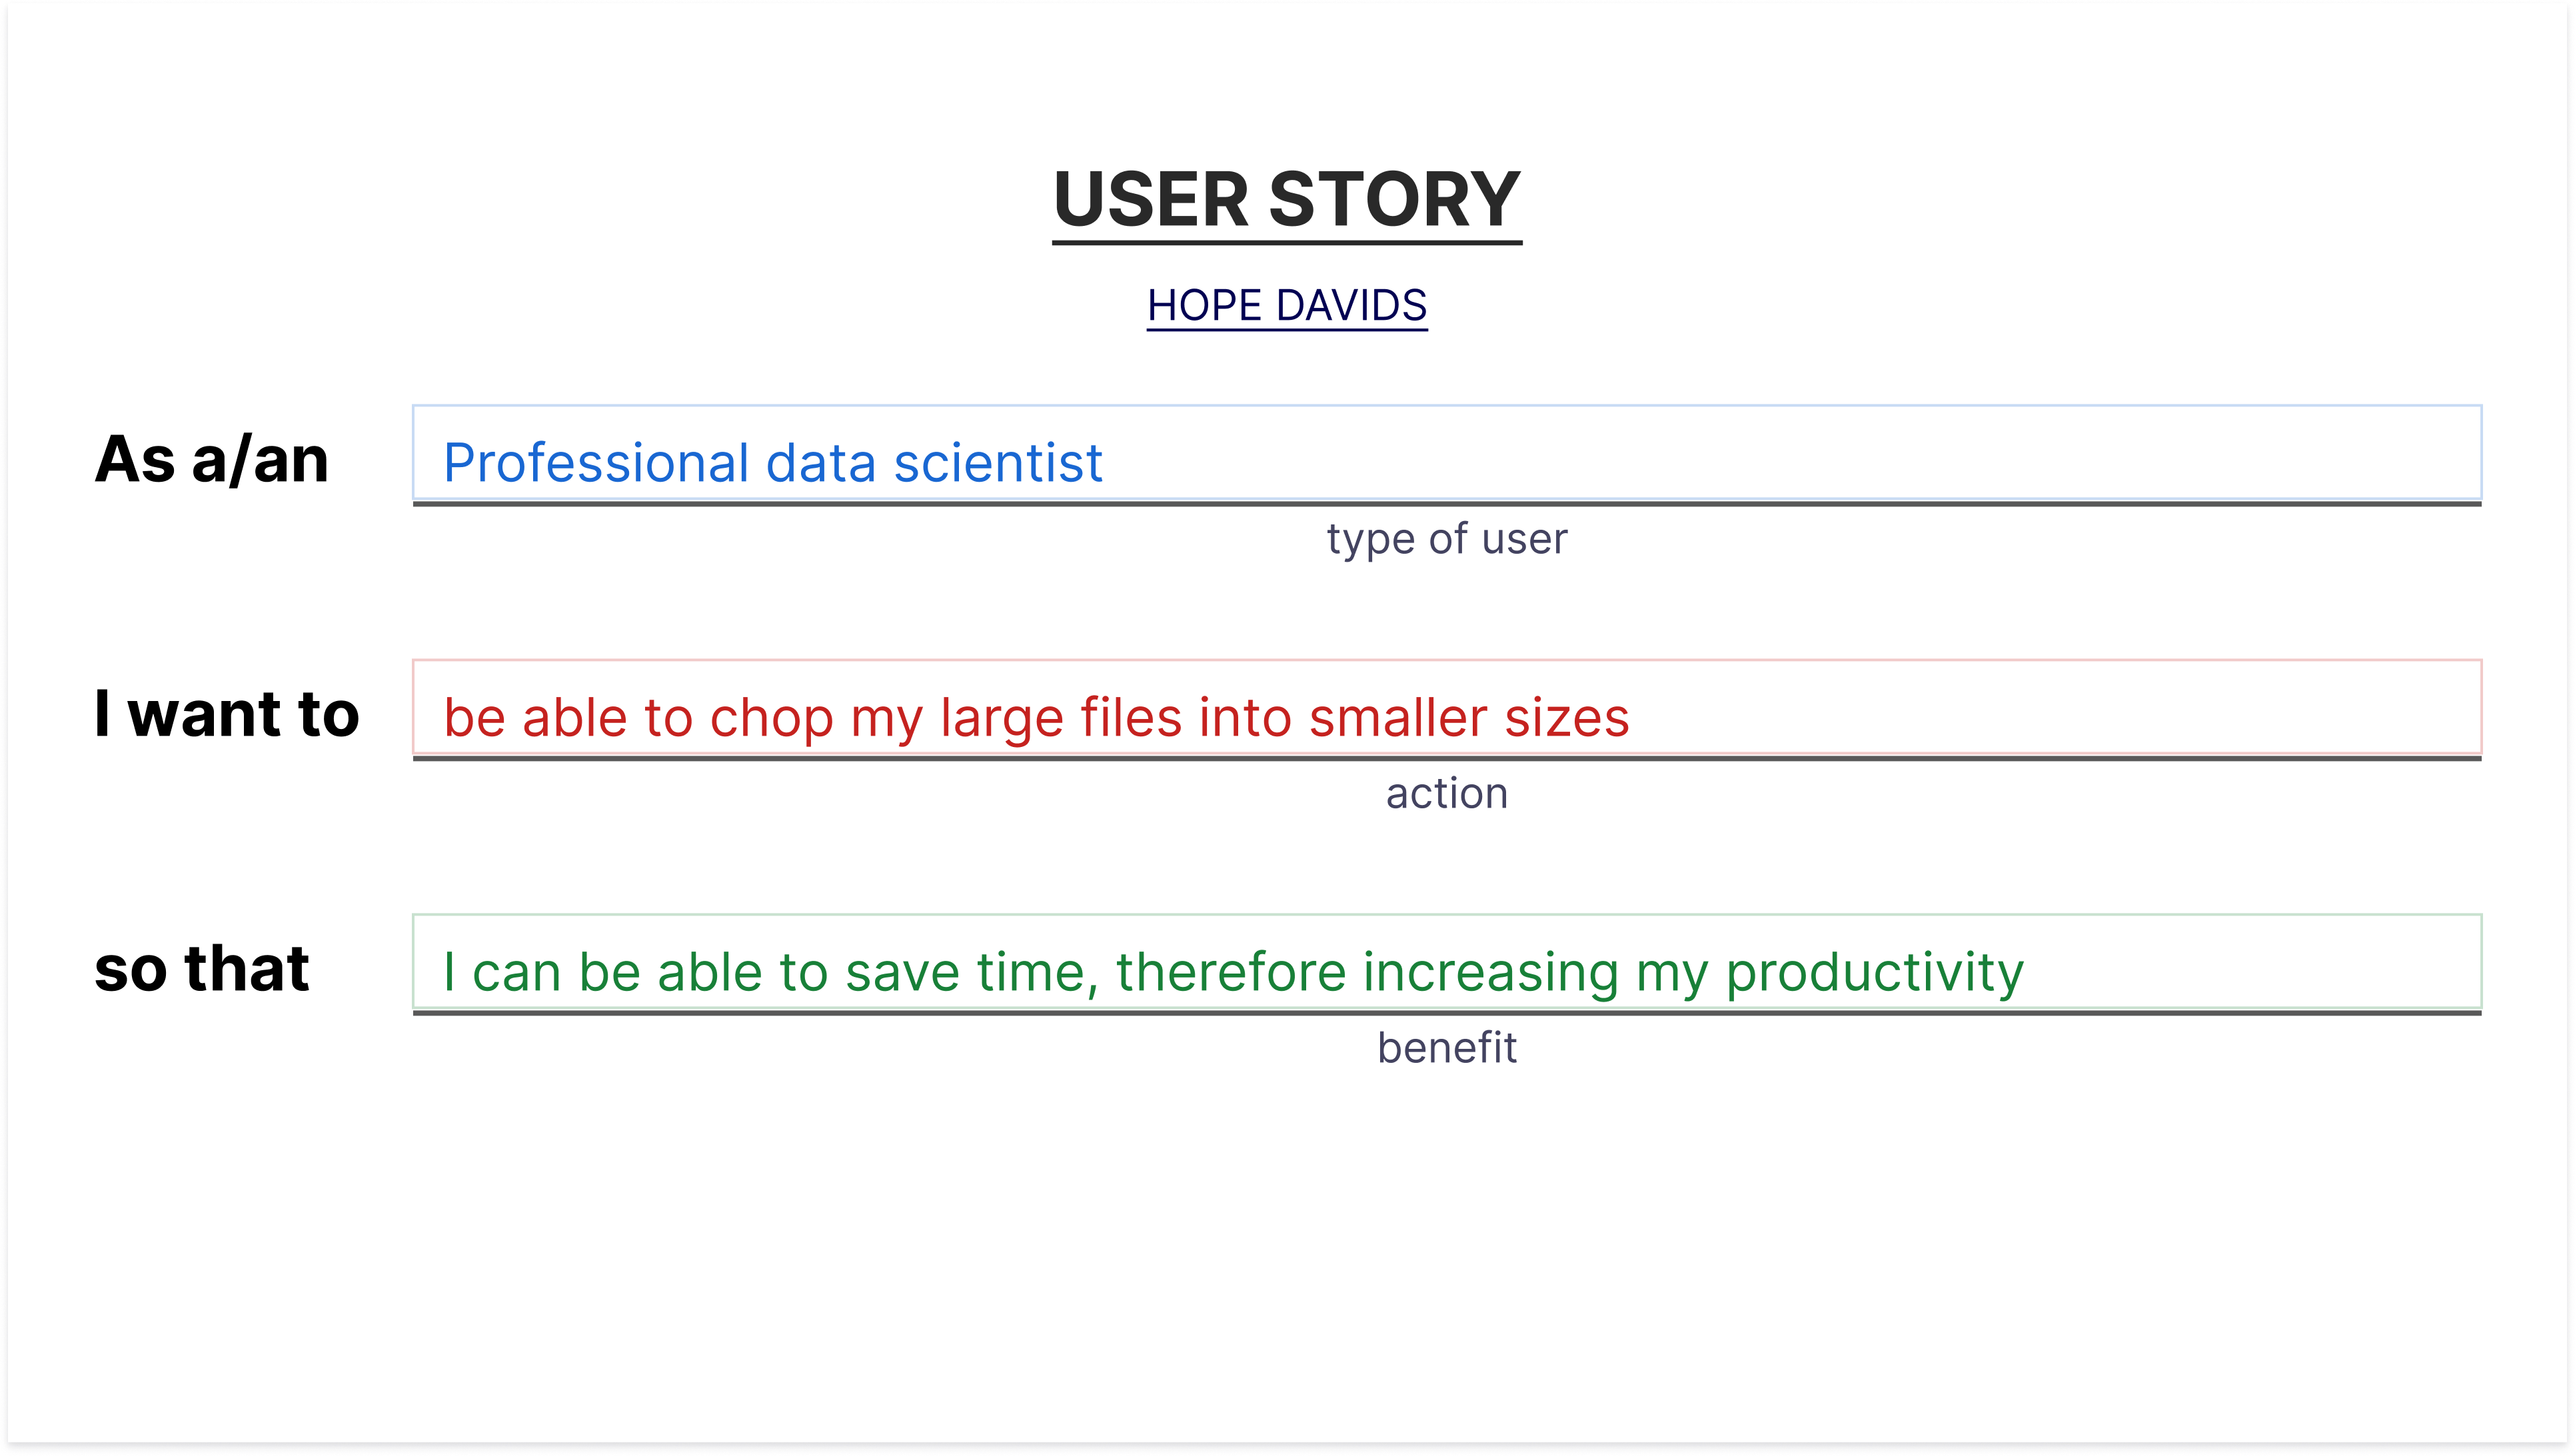 USER STORY
HOPE DAVIDS
As a/an
Professional data scientist
type of user
I want to
be able to chop my large files into smaller sizes
action
so that
I can be able to save time, therefore increasing my productivity
benefit